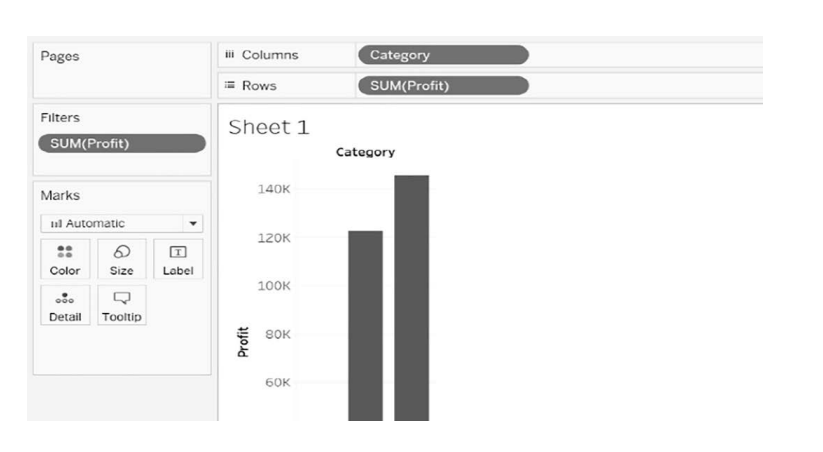 Pages
Columns
Category
Rows
SUM(Profit)
Filters
SUM(Profit)
Sheet 1
Category
Marks
Automatic
Color
Size
Label
Detail
Tooltip
140K
120K
100K
80K
60K
Profit